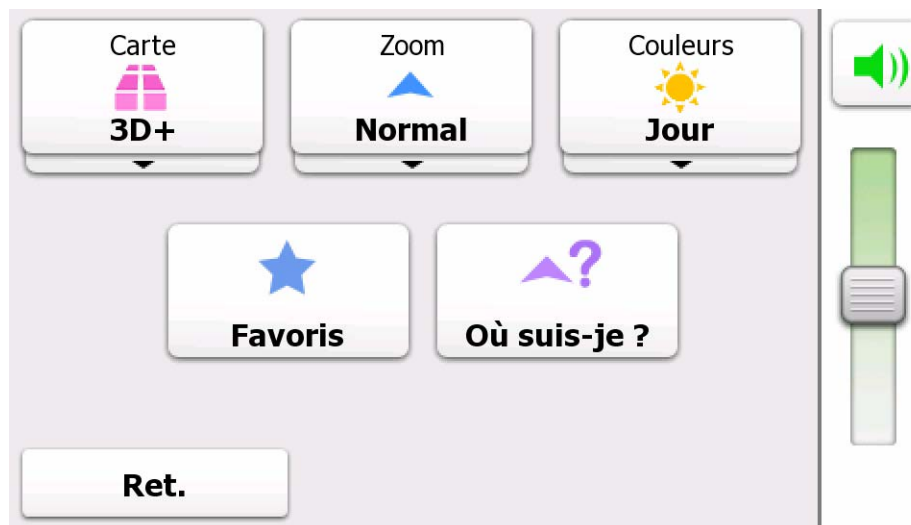 Carte
3D+
Zoom
Normal
Couleurs
Jour
Favoris
Où suis-je ?
Ret.